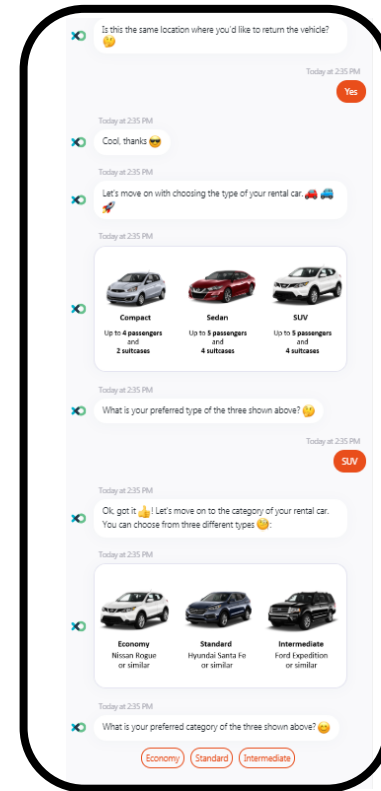 Is this the same location where you'd like to return the vehicle?
Today at 2:35 PM
Yes
Today at 2:35 PM
Cool, thanks
Today at 2:35 PM
Let's move on with choosing the type of your rental car.
Today at 2:35 PM
Compact Sedan SUV
Up to 4 passengers Up to 5 passengers Up to 5 passengers
and and and
2 suitcases 4 suitcases 4 suitcases
Today at 2:35 PM
What is your preferred type of the three shown above?
Today at 2:35 PM
SUV
Today at 2:35 PM
Ok, got it ! Let's move on to the category of your rental car.
You can choose from three different types :
Today at 2:35 PM
Economy Standard Intermediate
Nissan Rogue Hyundai Santa Fe Ford Expedition
or similar or similar or similar
Today at 2:35 PM
What is your preferred category of the three shown above?
Economy Standard Intermediate